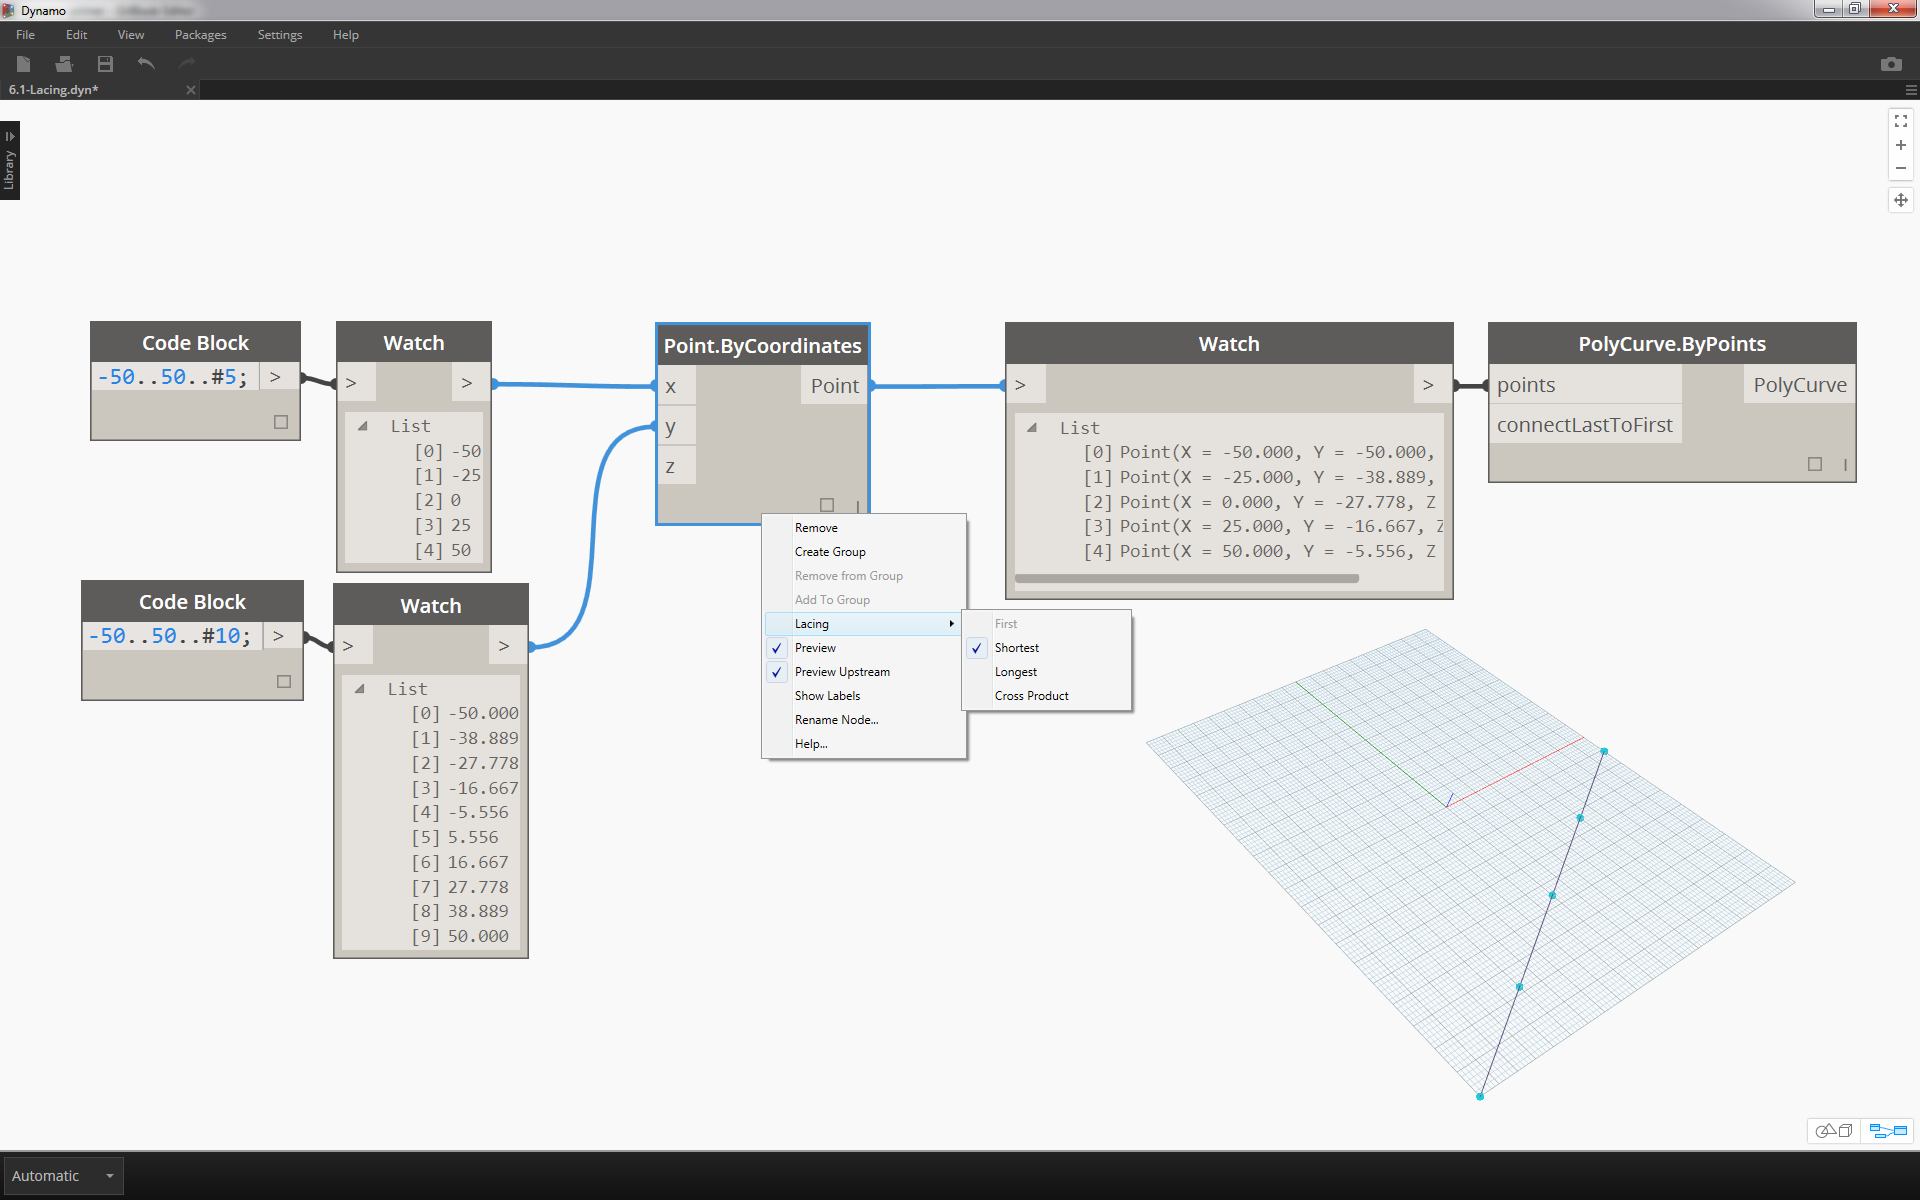 Dynamo
File Edit View Packages Settings Help
6.1-Lacing.dyn*
Library
Code Block
-50..50..#5; >
Watch
> >
List
[0] -50
[1] -25
[2] 0
[3] 25
[4] 50
Code Block
-50..50..#10; >
Watch
> >
List
[0] -50.000
[1] -38.889
[2] -27.778
[3] -16.667
[4] -5.556
[5] 5.556
[6] 16.667
[7] 27.778
[8] 38.889
[9] 50.000
Point.ByCoordinates
x Point
y
z
Remove
Create Group
Remove from Group
Add To Group
Lacing
Preview
Preview Upstream
Show Labels
Rename Node...
Help...
First
Shortest
Longest
Cross Product
Watch
> >
List
[0] Point(X = -50.000, Y = -50.000,
[1] Point(X = -25.000, Y = -38.889,
[2] Point(X = 0.000, Y = -27.778, Z
[3] Point(X = 25.000, Y = -16.667, Z
[4] Point(X = 50.000, Y = -5.556, Z
PolyCurve.ByPoints
points PolyCurve
connectLastToFirst
Automatic